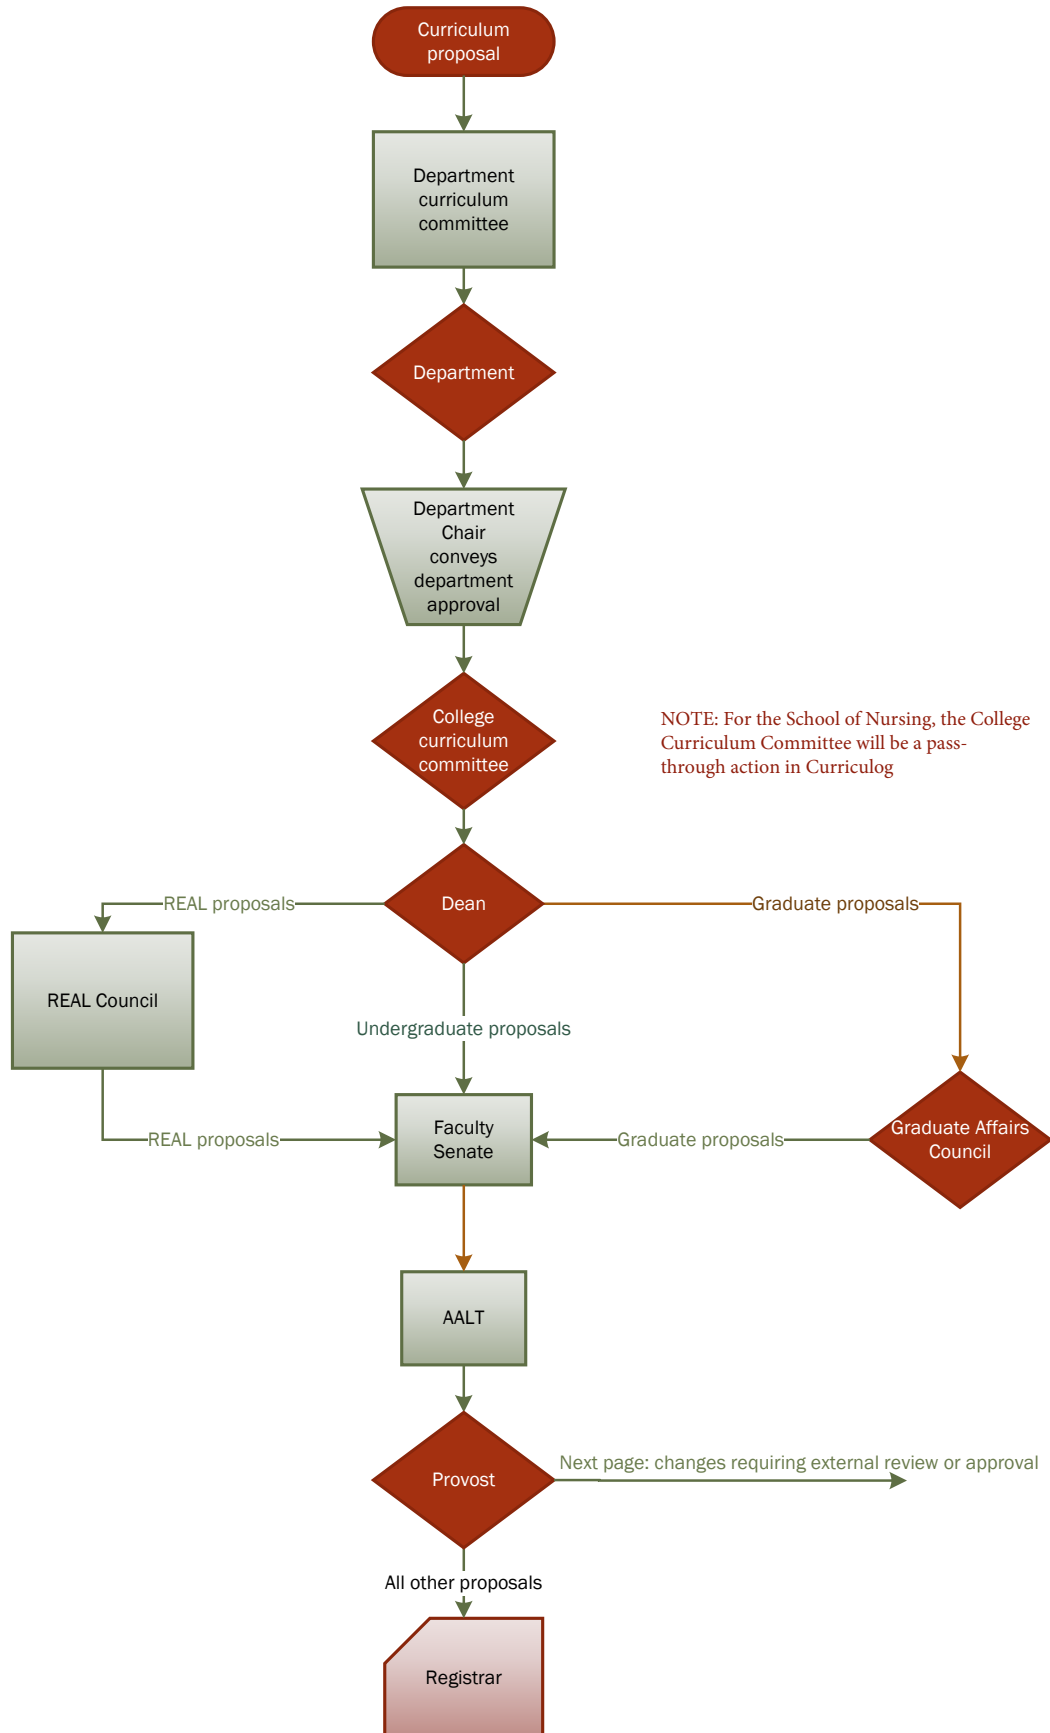 Curriculum
proposal
Department
curriculum
committee
Department
Department
Chair
conveys
department
approval
College
curriculum
committee
NOTE: For the School of Nursing, the College
Curriculum Committee will be a pass-
through action in Curriculog
REAL proposals
Dean
Graduate proposals
REAL Council
Undergraduate proposals
REAL proposals
Faculty
Senate
Graduate proposals
Graduate Affairs
Council
AALT
Provost
Next page: changes requiring external review or approval
All other proposals
Registrar